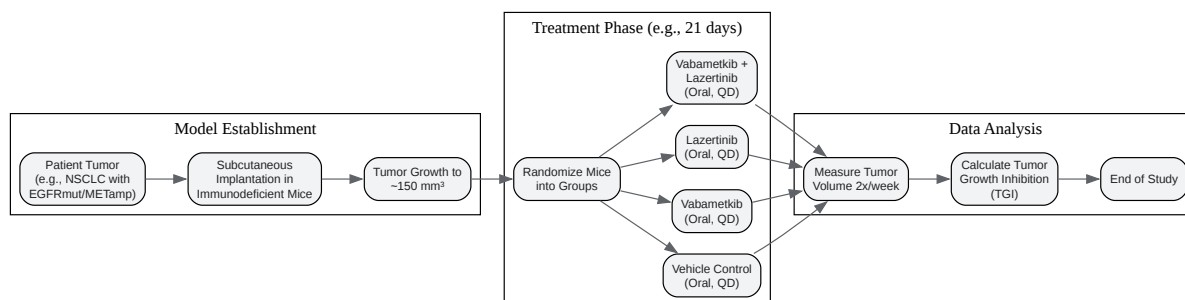 Model Establishment
Patient Tumor
(e.g., NSCLC with
EGFRmut/METamp)
Subcutaneous
Implantation in
Immunodeficient Mice
Tumor Growth to
~150 mm³
Treatment Phase (e.g., 21 days)
Randomize Mice
into Groups
Vabametkib +
Lazertinib
(Oral, QD)
Lazertinib
(Oral, QD)
Vabametkib
(Oral, QD)
Vehicle Control
(Oral, QD)
Data Analysis
Measure Tumor
Volume 2x/week
Calculate Tumor
Growth Inhibition
(TGI)
End of Study